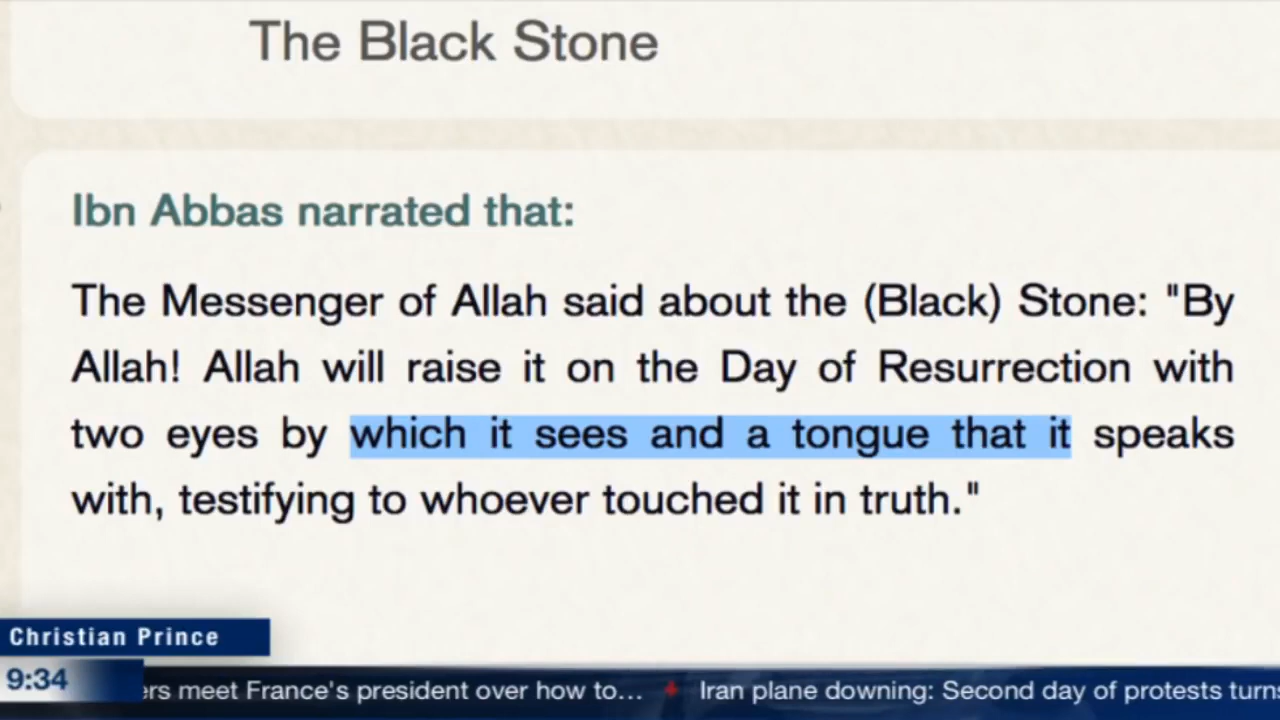 The Black Stone
Ibn Abbas narrated that:
The Messenger of Allah said about the (Black) Stone: "By
Allah! Allah will raise it on the Day of Resurrection with
two eyes by which it sees and a tongue that it speaks
with, testifying to whoever touched it in truth."
Christian Prince
9:34
ers meet France's president over how to... Iran plane downing: Second day of protests turns